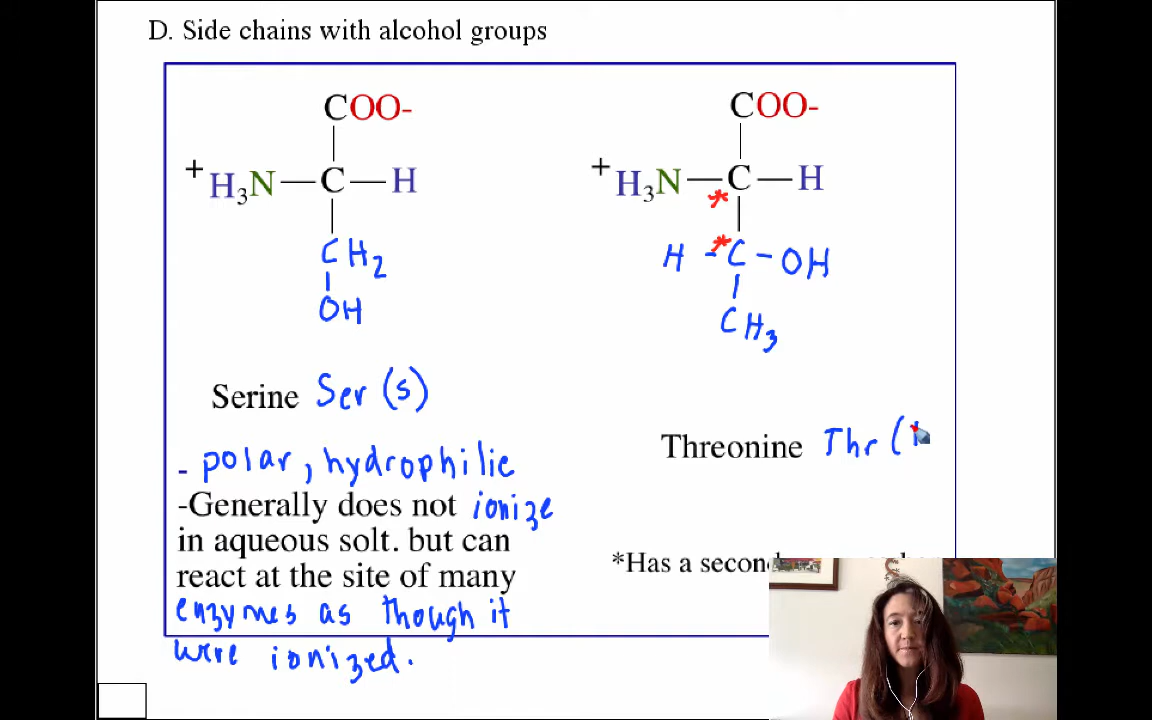 D. Side chains with alcohol groups
COO-
+H3N—C—H
CH2
OH
Serine Ser (S)
- polar, hydrophilic
-Generally does not ionize
in aqueous solt. but can
react at the site of many
enzymes as though it
were ionized.
COO-
+H3N—C—H
*
H -*C-OH
CH3
Threonine Thr (
*Has a second